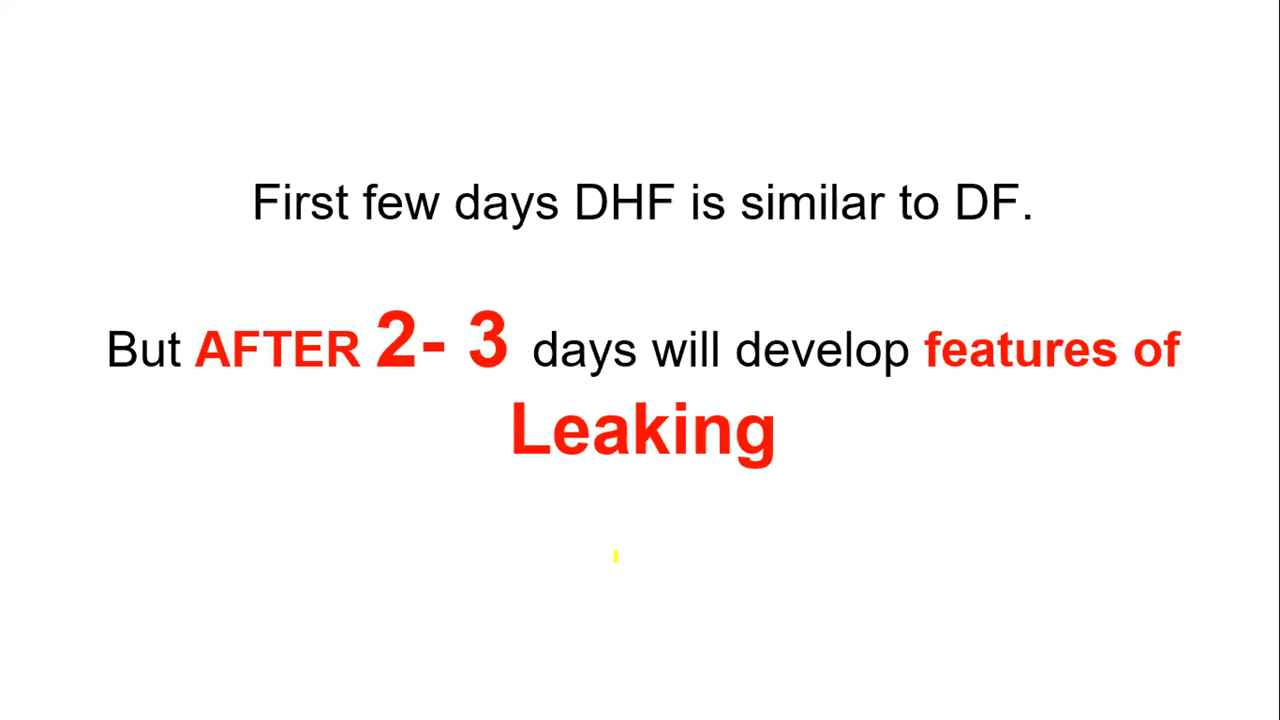 First few days DHF is similar to DF.
But AFTER 2- 3 days will develop features of
Leaking